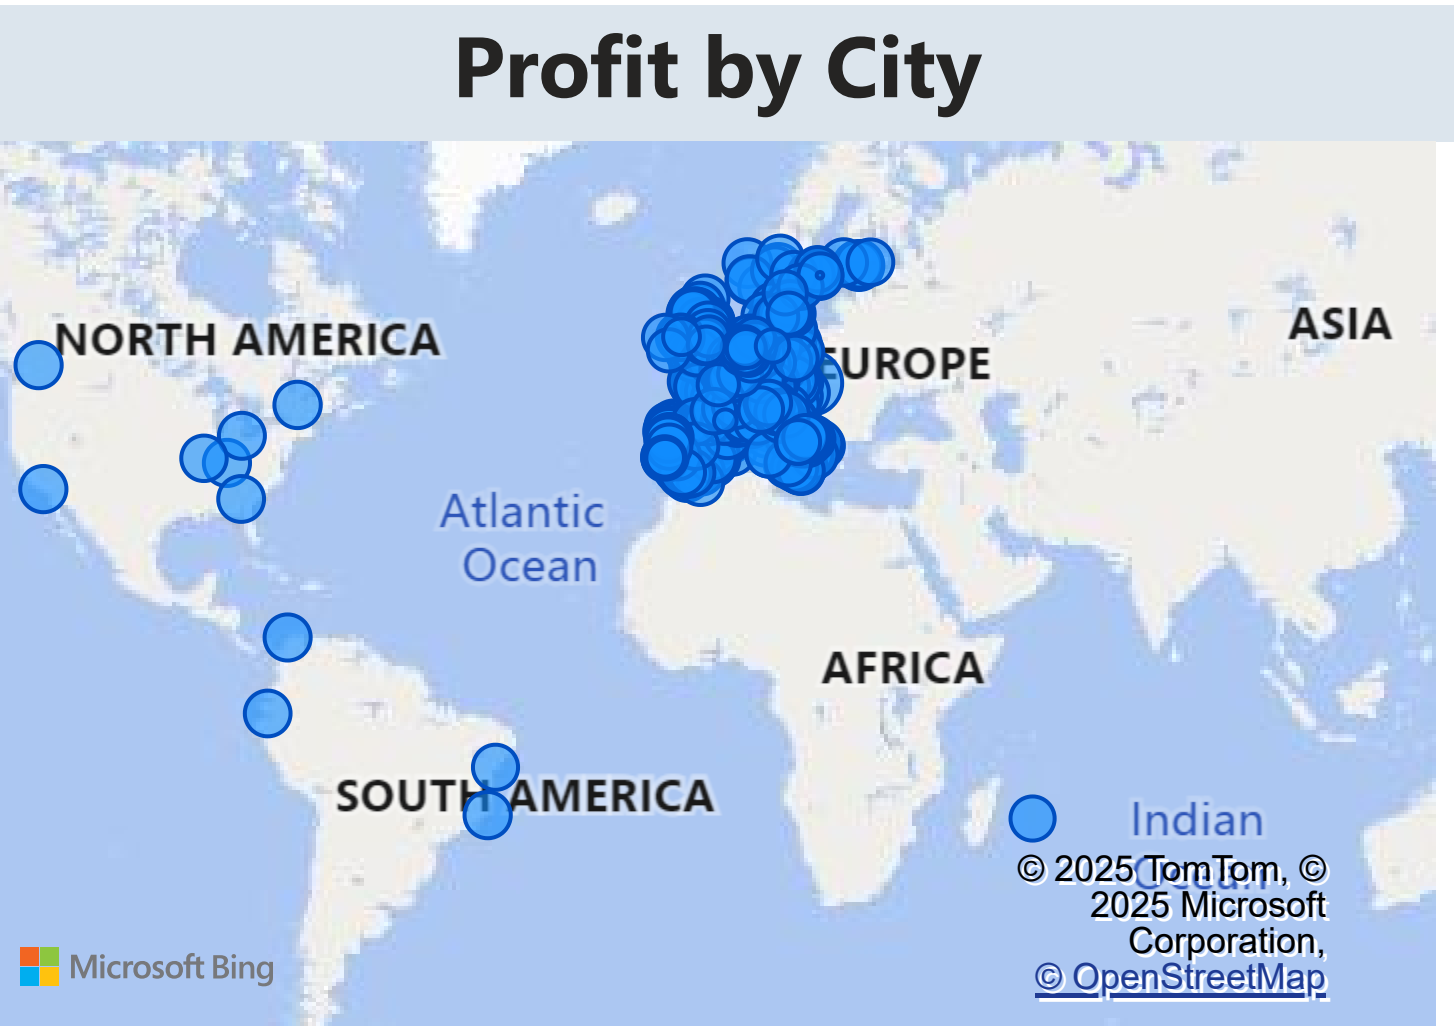 Profit by City
NORTH AMERICA
ASIA
EUROPE
Atlantic
Ocean
AFRICA
SOUTH AMERICA
Indian
Ocean
© 2025 TomTom, ©
2025 Microsoft
Corporation,
© OpenStreetMap
Microsoft Bing